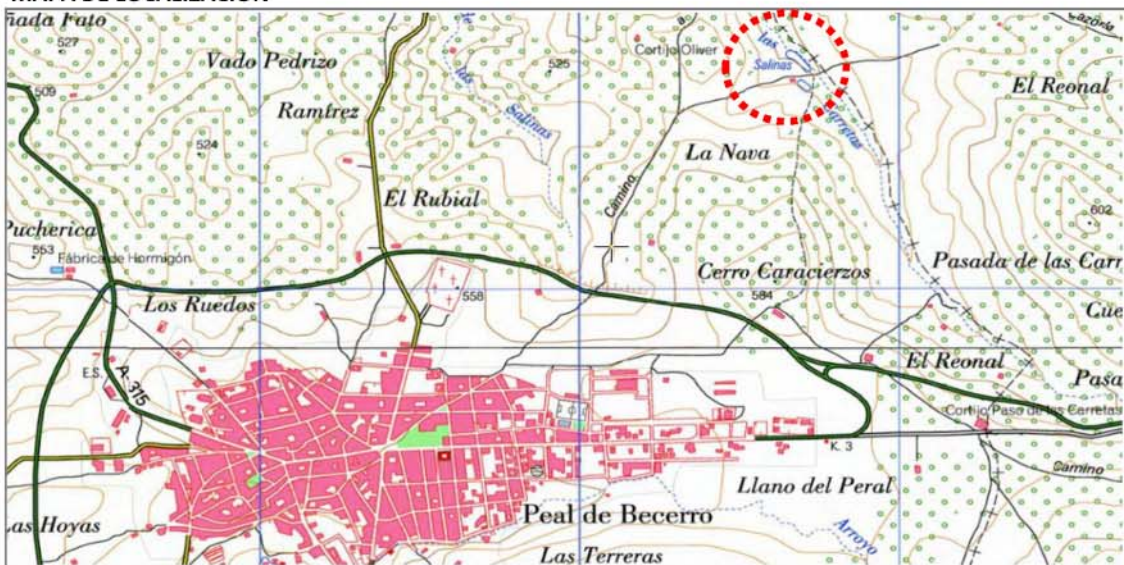 ñada Fato
527
Vado Pedrizo
de
las
Salinas
525
Cortijo Oliver
las
Salinas
Carretas
Cazorla
El Reonal
509
Ramírez
524
La Nava
El Rubial
Camino
602
Pucherica
553
Fábrica de Hormigón
Los Ruedos
558
Cerro Caracierzos
584
Pasada de las Carr
Cue
E.S.
A-315
El Reonal
Pasa
Cortijo Paso de las Carretas
K. 3
Camino
Llano del Peral
Las Hoyas
Peal de Becerro
Arroyo
Las Terreras